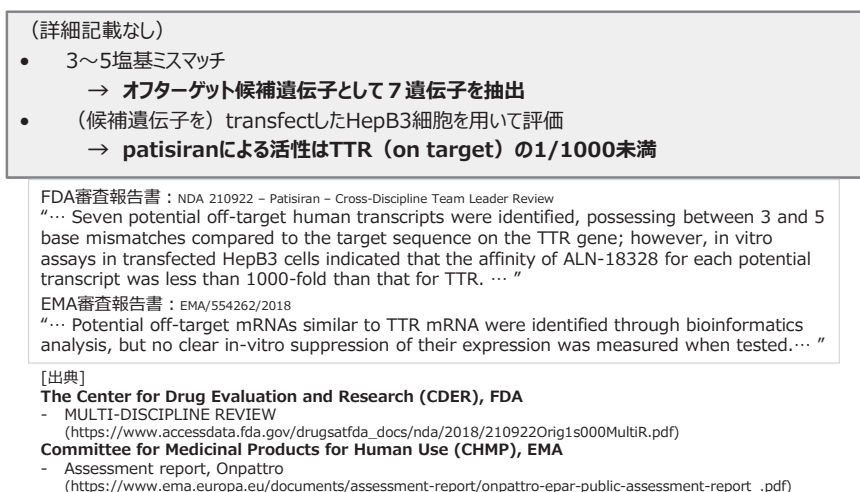 （詳細記載なし）
• 3～5塩基ミスマッチ
→ オフターゲット候補遺伝子として７遺伝子を抽出
• （候補遺伝子を）transfectしたHepB3細胞を用いて評価
→ patisiranによる活性はTTR（on target）の1/1000未満
FDA審査報告書：NDA 210922 – Patisiran – Cross-Discipline Team Leader Review
“… Seven potential off-target human transcripts were identified, possessing between 3 and 5
base mismatches compared to the target sequence on the TTR gene; however, in vitro
assays in transfected HepB3 cells indicated that the affinity of ALN-18328 for each potential
transcript was less than 1000-fold than that for TTR. … ”
EMA審査報告書：EMA/554262/2018
“… Potential off-target mRNAs similar to TTR mRNA were identified through bioinformatics
analysis, but no clear in-vitro suppression of their expression was measured when tested.… ”
[出典]
The Center for Drug Evaluation and Research (CDER), FDA
- MULTI-DISCIPLINE REVIEW
(https://www.accessdata.fda.gov/drugsatfda_docs/nda/2018/210922Orig1s000MultiR.pdf)
Committee for Medicinal Products for Human Use (CHMP), EMA
- Assessment report, Onpattro
(https://www.ema.europa.eu/documents/assessment-report/onpattro-epar-public-assessment-report_.pdf)